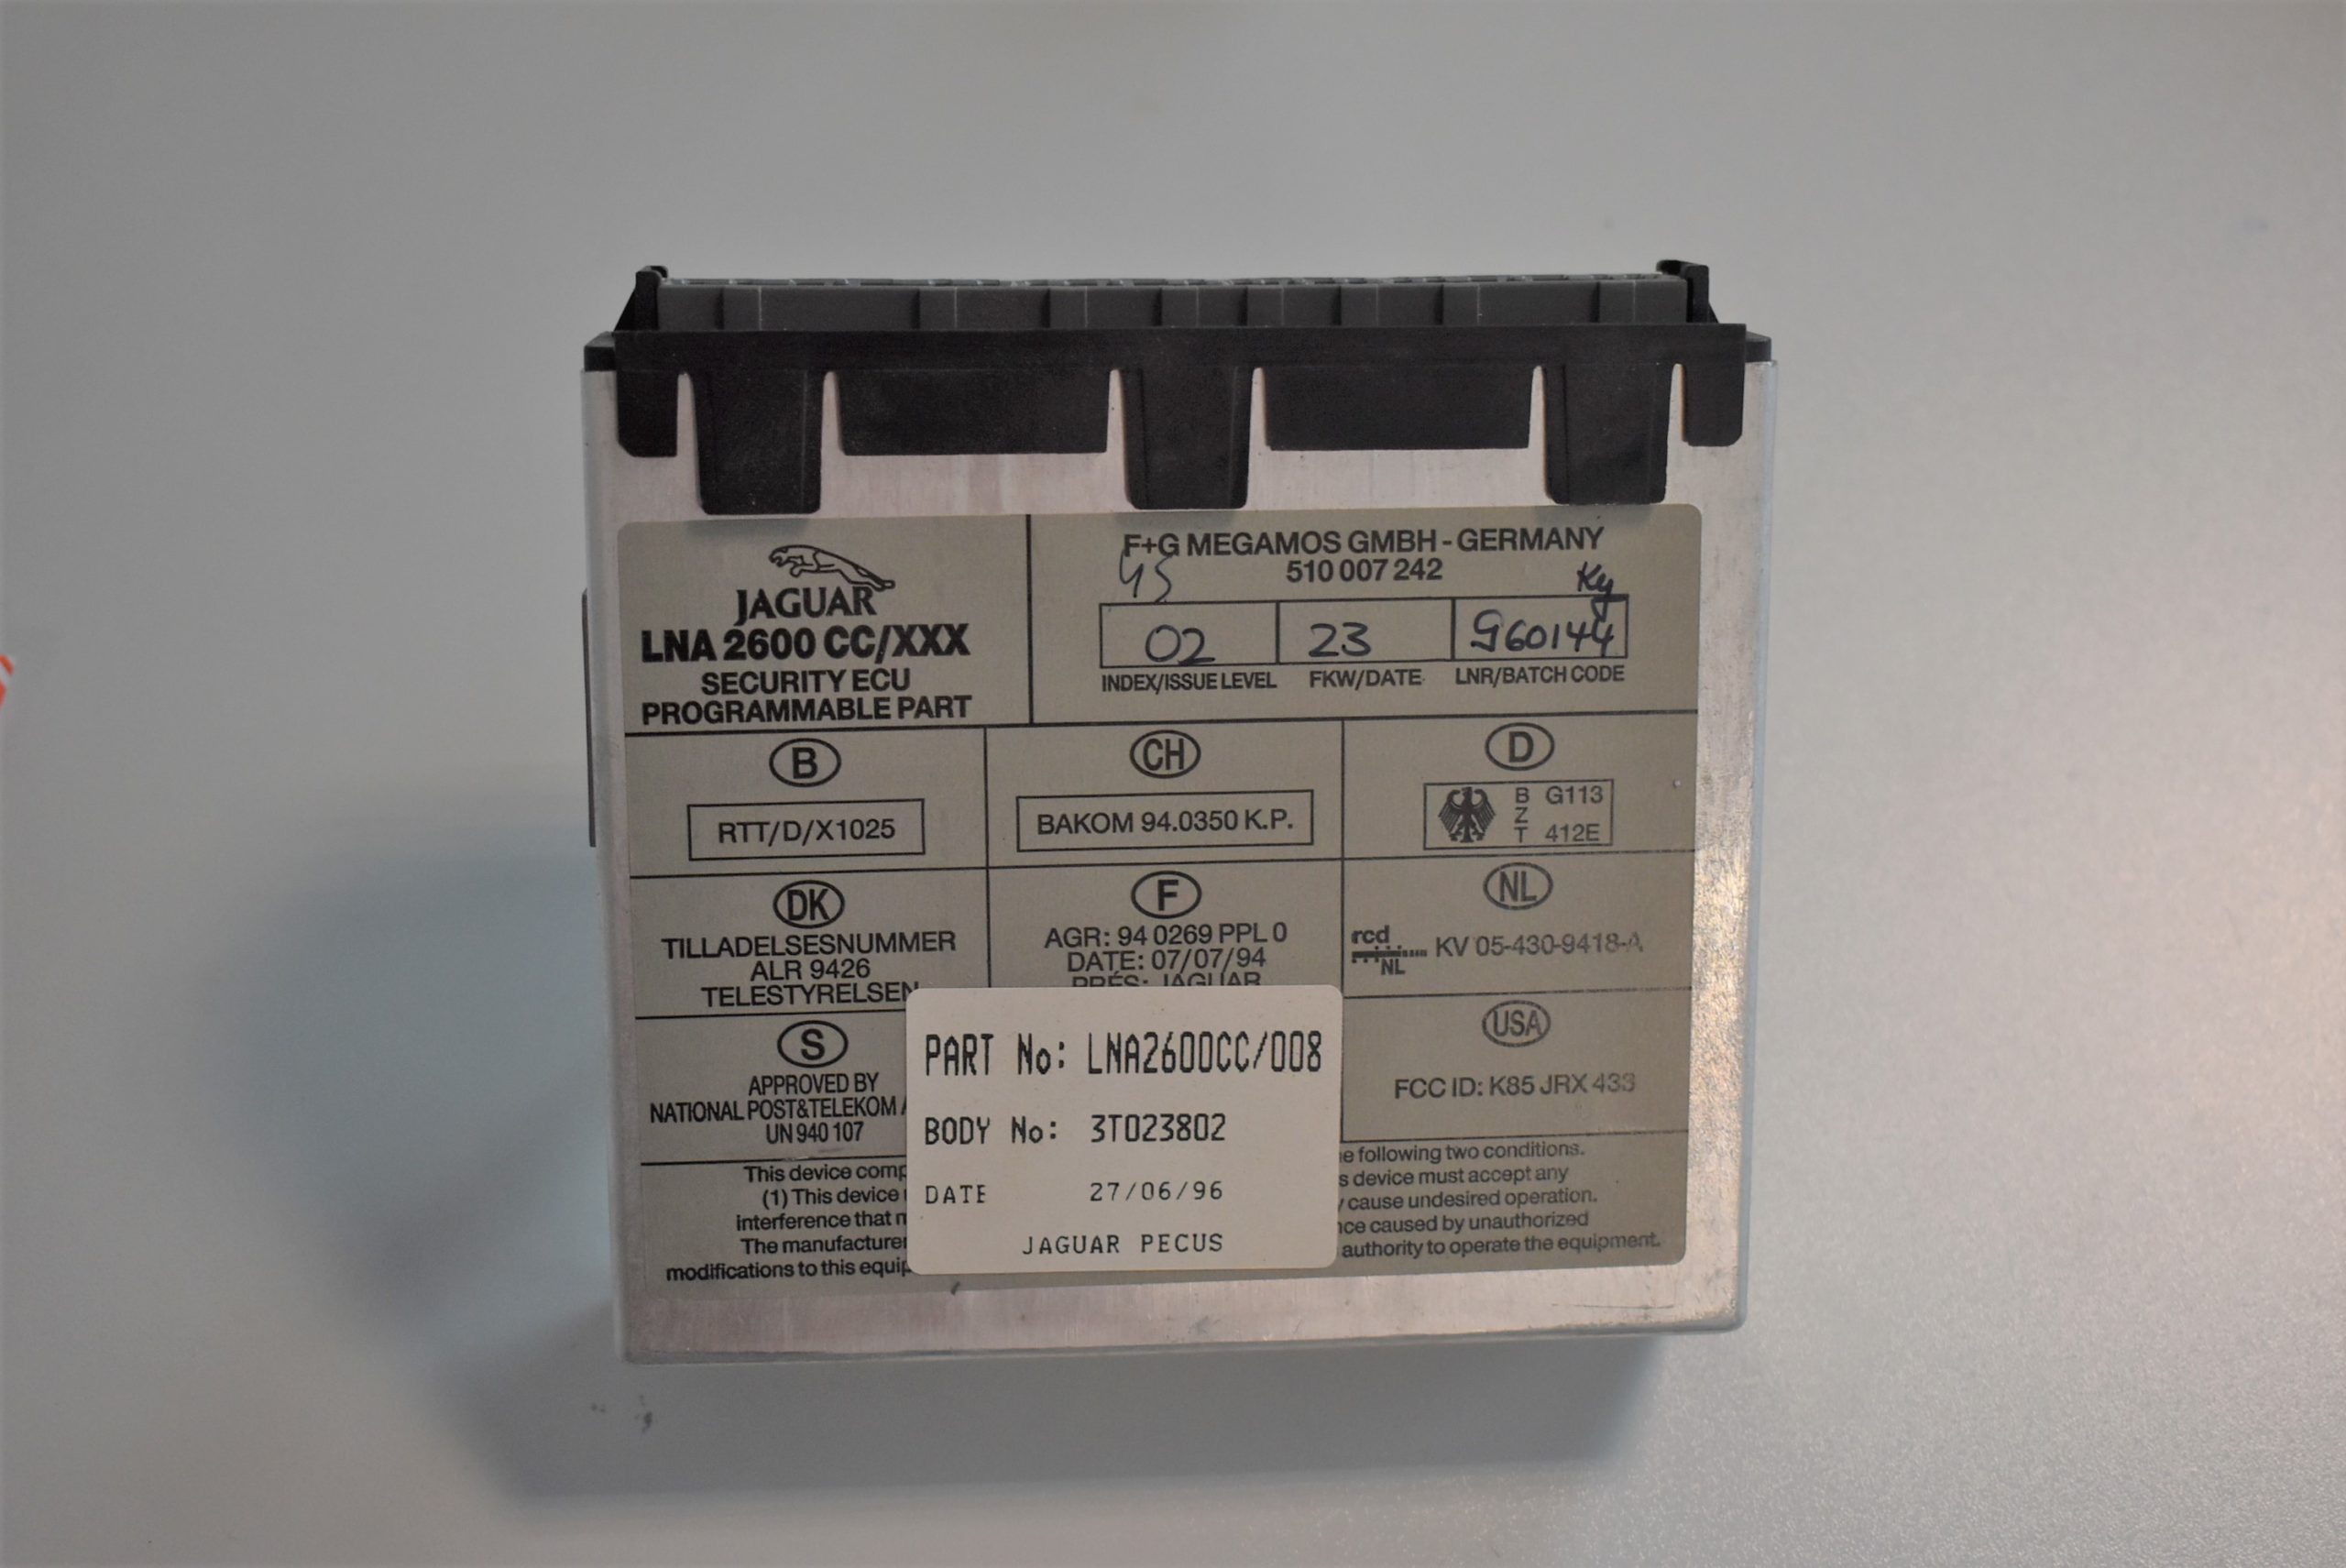 JAGUAR
LNA 2600 CC/XXX
SECURITY ECU
PROGRAMMABLE PART
F+G MEGAMOS GMBH - GERMANY
510 007 242
45
Ky
02
23
960144
INDEX/ISSUE LEVEL
FKW/DATE
LNR/BATCH CODE
B
RTT/D/X1025
CH
BAKOM 94.0350 K.P.
D
BZT
G113
412E
DK
TILLADELSESNUMMER
ALR 9426
TELESTYRELSEN
F
AGR: 94 0269 PPL 0
DATE: 07/07/94
PRÉS: JAGUAR
NL
rcd
NL
KV 05-430-9418-A
S
APPROVED BY
NATIONAL POST&TELEKOM
UN 940 107
USA
FCC ID: K85 JRX 433
PART No: LNA2600CC/008
BODY No: 3T023802
DATE 27/06/96
JAGUAR PECUS
This device comp
(1) This device
interference that
The manufacturer
modifications to this equip
e following two conditions.
s device must accept any
cause undesired operation.
nce caused by unauthorized
authority to operate the equipment.